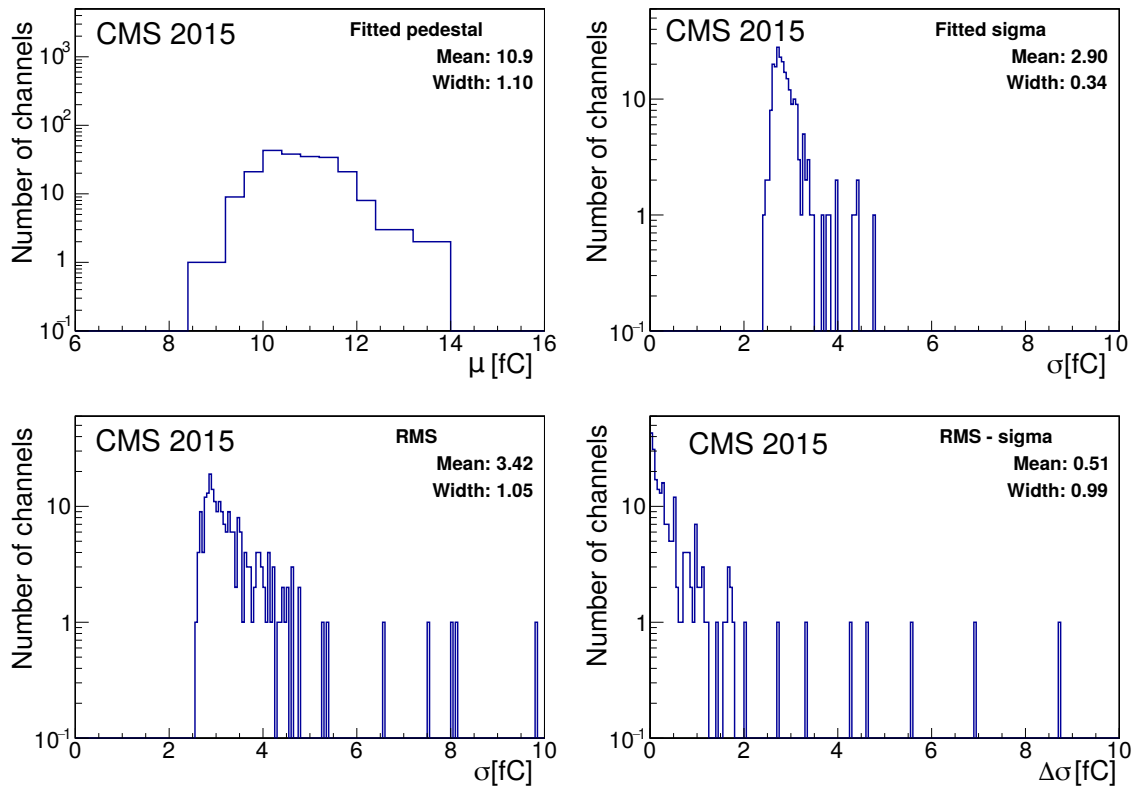 CMS 2015
Fitted pedestal
Mean: 10.9
Width: 1.10
Number of channels
10³
10²
10
1
10⁻¹
6 8 10 12 14 16
μ [fC]
CMS 2015
Fitted sigma
Mean: 2.90
Width: 0.34
Number of channels
10
1
10⁻¹
0 2 4 6 8 10
σ[fC]
CMS 2015
RMS
Mean: 3.42
Width: 1.05
Number of channels
10
1
10⁻¹
0 2 4 6 8 10
σ[fC]
CMS 2015
RMS - sigma
Mean: 0.51
Width: 0.99
Number of channels
10
1
10⁻¹
0 2 4 6 8 10
Δσ[fC]